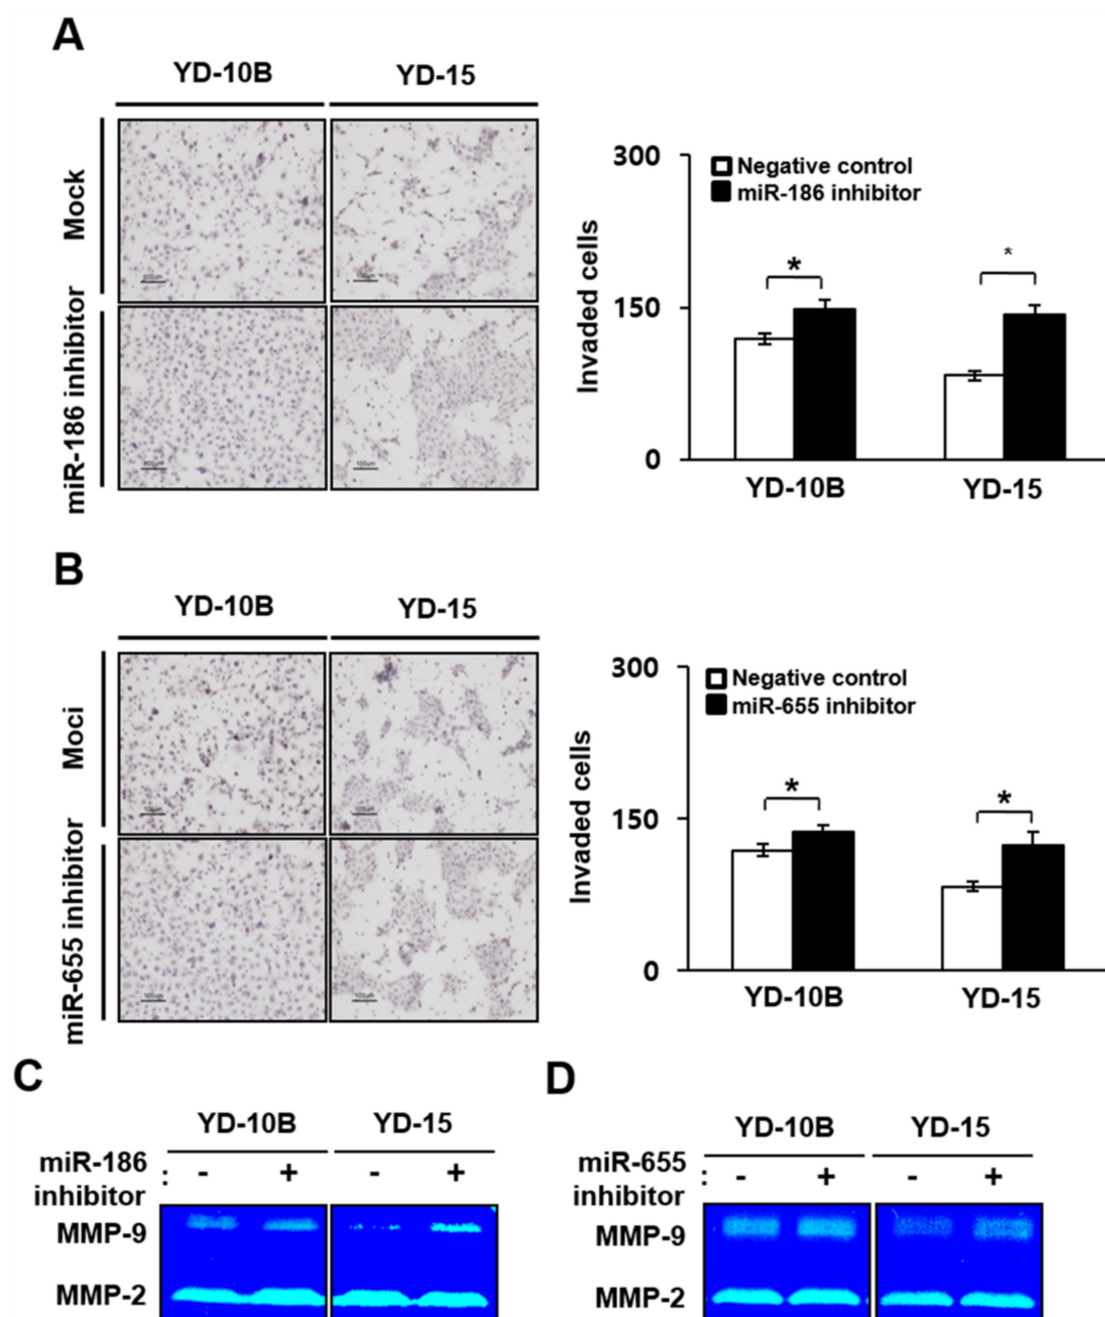 A
YD-10B YD-15
Mock
miR-186 inhibitor
100μm
100μm
300
150
0
Invaded cells
Negative control
miR-186 inhibitor
*
*
YD-10B YD-15
B
YD-10B YD-15
Moci
miR-655 inhibitor
100μm
300
150
0
Invaded cells
Negative control
miR-655 inhibitor
*
*
YD-10B YD-15
C
YD-10B YD-15
miR-186
inhibitor : - + - +
MMP-9
MMP-2
D
YD-10B YD-15
miR-655
inhibitor : - + - +
MMP-9
MMP-2